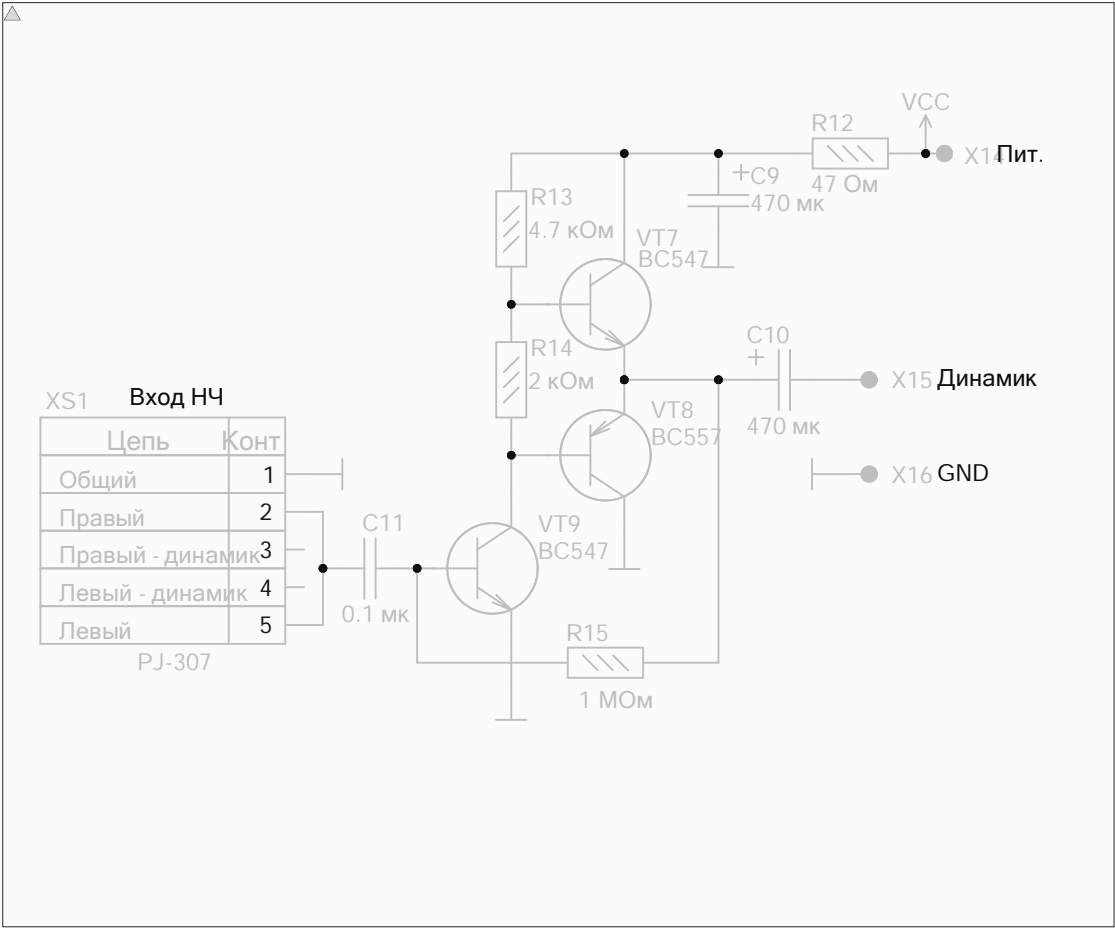 VCC
R12
X14 Пит.
47 Ом
+ C9
470 мк
R13
4.7 кОм
VT7
BC547
R14
2 кОм
C10
+
X15 Динамик
470 мк
VT8
BC557
X16 GND
XS1 Вход НЧ
Цепь Конт
Общий 1
Правый 2
Правый - динамик 3
Левый - динамик 4
Левый 5
PJ-307
C11
0.1 мк
VT9
BC547
R15
1 МОм